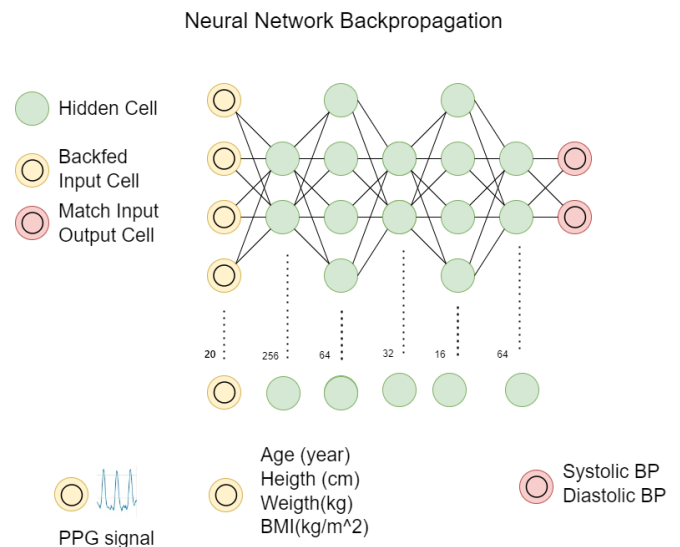 Neural Network Backpropagation
Hidden Cell
Backfed
Input Cell
Match Input
Output Cell
20 256 64 32 16 64
PPG signal
Age (year)
Heigth (cm)
Weigth(kg)
BMI(kg/m^2)
Systolic BP
Diastolic BP